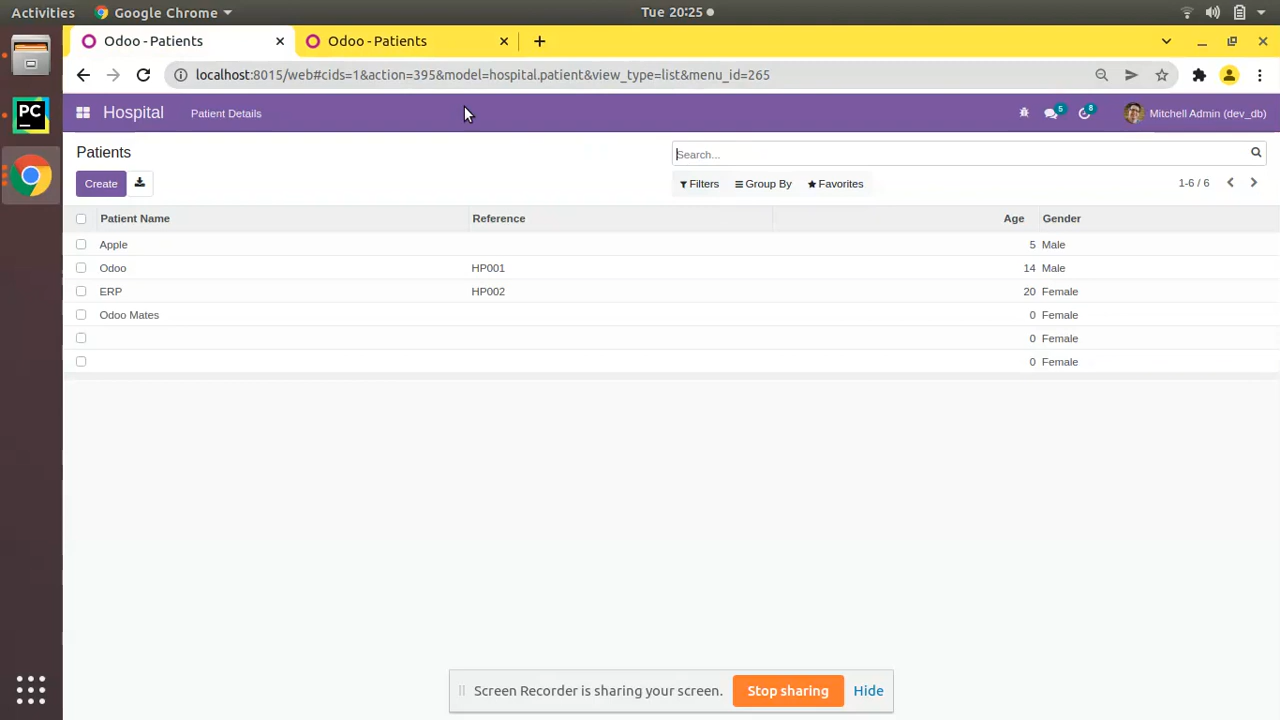 Activities Google Chrome Tue 20:25
Odoo - Patients Odoo - Patients
localhost:8015/web#cids=1&action=395&model=hospital.patient&view_type=list&menu_id=265
Hospital Patient Details 5 8 Mitchell Admin (dev_db)
Patients Search...
Create Filters Group By Favorites 1-6 / 6
Patient Name Reference Age Gender
Apple 5 Male
Odoo HP001 14 Male
ERP HP002 20 Female
Odoo Mates 0 Female
0 Female
0 Female
PC
Screen Recorder is sharing your screen. Stop sharing Hide